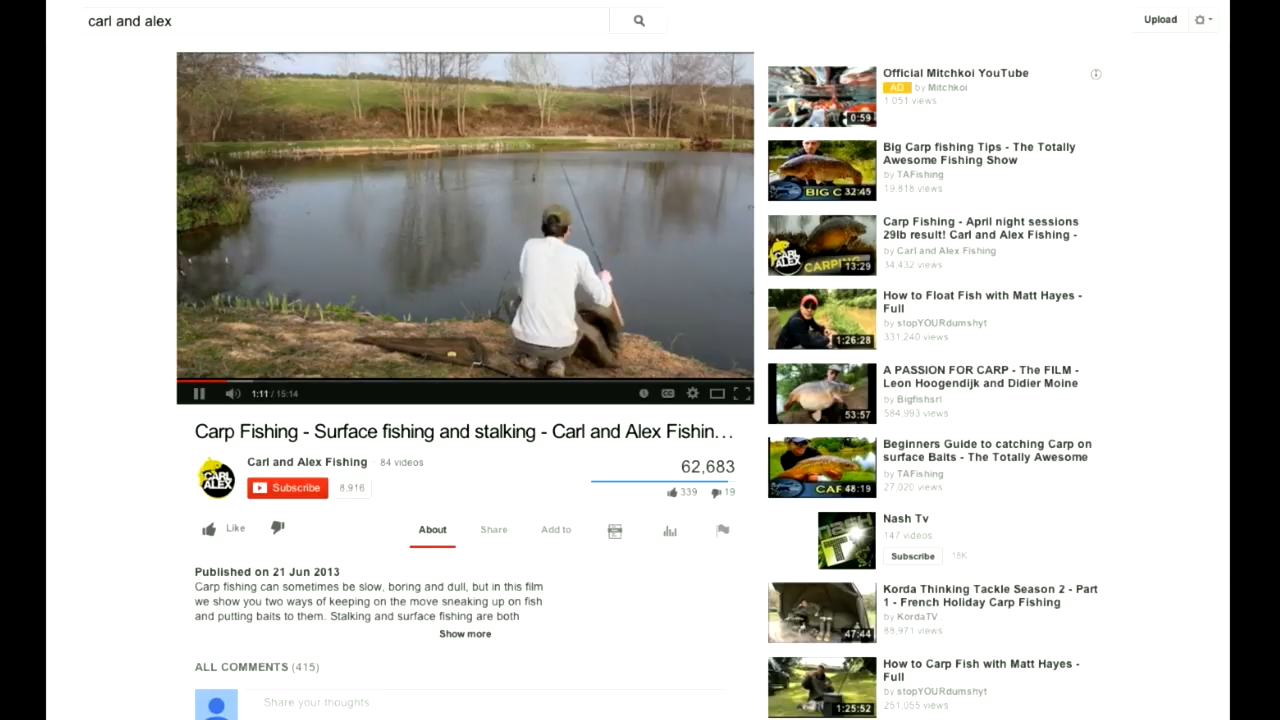 carl and alex
Upload
1:11 / 15:14
Carp Fishing - Surface fishing and stalking - Carl and Alex Fishin...
CARL
ALEX
Carl and Alex Fishing 84 videos
Subscribe 8,916
62,683
339 19
Like
About Share Add to
Published on 21 Jun 2013
Carp fishing can sometimes be slow, boring and dull, but in this film
we show you two ways of keeping on the move sneaking up on fish
and putting baits to them. Stalking and surface fishing are both
Show more
ALL COMMENTS (415)
Share your thoughts
0:59
Official Mitchkoi YouTube
AD by Mitchkoi
1,051 views
BIG C 32:45
Big Carp fishing Tips - The Totally
Awesome Fishing Show
by TAFishing
19,818 views
CARL
ALEX
CARPING
13:29
Carp Fishing - April night sessions
29lb result! Carl and Alex Fishing -
by Carl and Alex Fishing
34,432 views
1:26:28
How to Float Fish with Matt Hayes -
Full
by stopYOURdumshyt
331,240 views
53:57
A PASSION FOR CARP - The FILM -
Leon Hoogendijk and Didier Moine
by Bigfishsrl
584,993 views
CAR 48:19
Beginners Guide to catching Carp on
surface Baits - The Totally Awesome
by TAFishing
27,020 views
NASH
Nash Tv
147 videos
Subscribe 18K
47:44
Korda Thinking Tackle Season 2 - Part
1 - French Holiday Carp Fishing
by KordaTV
88,971 views
1:25:52
How to Carp Fish with Matt Hayes -
Full
by stopYOURdumshyt
251,055 views